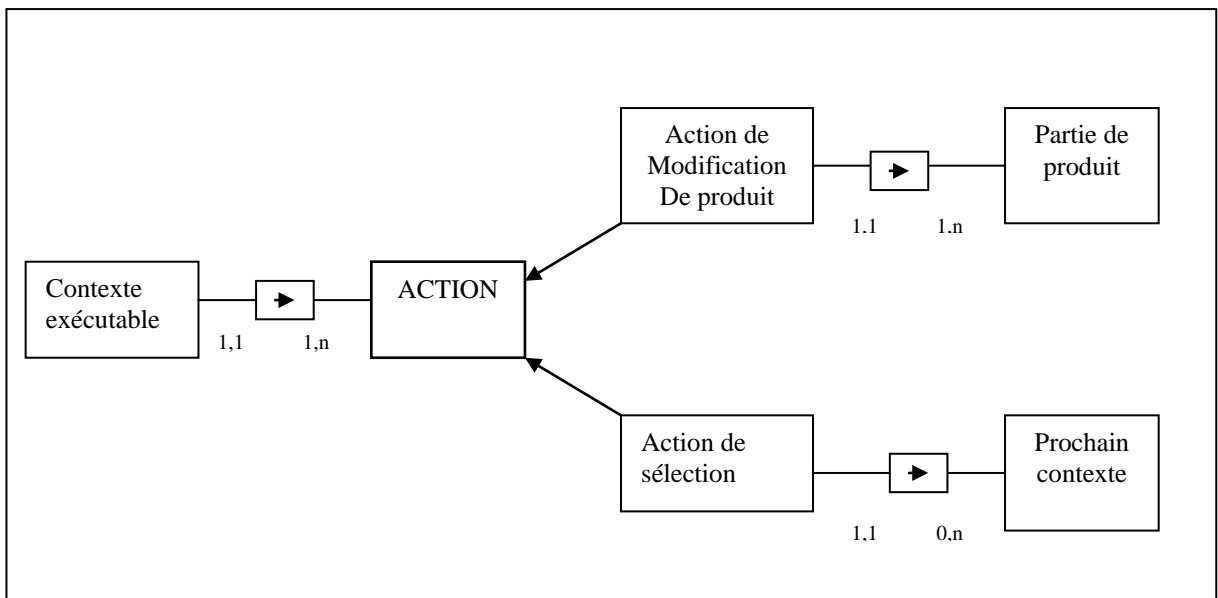 Action de
Modification
De produit
Partie de
produit
1.1
1.n
Contexte
exécutable
ACTION
1,1
1,n
Action de
sélection
Prochain
contexte
1,1
0,n